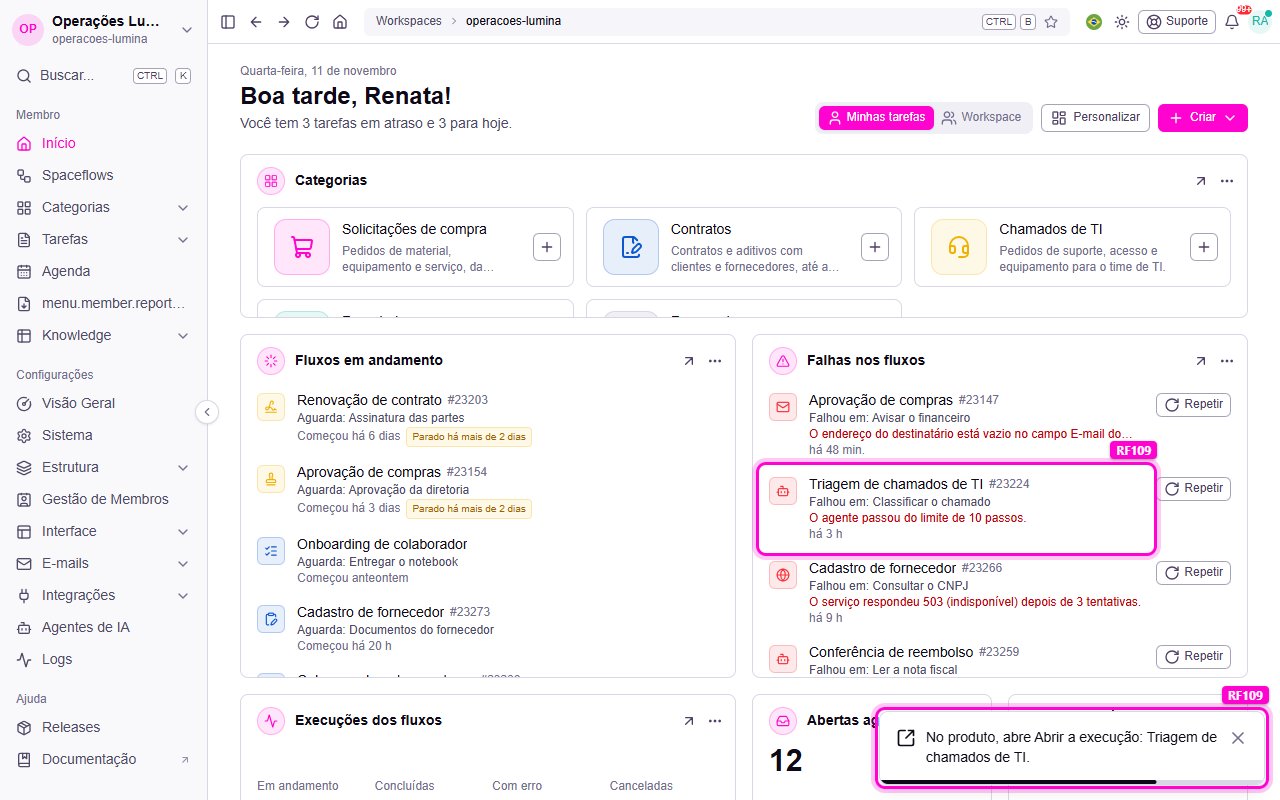 OP
Operações Lu...
operacoes-lumina
Workspaces
operacoes-lumina
CTRL B
Suporte
99+
RA
Buscar...
CTRL K
Membro
Início
Spaceflows
Categorias
Tarefas
Agenda
menu.member.report...
Knowledge
Configurações
Visão Geral
Sistema
Estrutura
Gestão de Membros
Interface
E-mails
Integrações
Agentes de IA
Logs
Ajuda
Releases
Documentação
Quarta-feira, 11 de novembro
Boa tarde, Renata!
Você tem 3 tarefas em atraso e 3 para hoje.
Minhas tarefas
Workspace
Personalizar
Criar
Categorias
Solicitações de compra
Pedidos de material,
equipamento e serviço, da...
Contratos
Contratos e aditivos com
clientes e fornecedores, até a...
Chamados de TI
Pedidos de suporte, acesso e
equipamento para o time de TI.
Fluxos em andamento
Renovação de contrato #23203
Aguarda: Assinatura das partes
Começou há 6 dias Parado há mais de 2 dias
Aprovação de compras #23154
Aguarda: Aprovação da diretoria
Começou há 3 dias Parado há mais de 2 dias
Onboarding de colaborador
Aguarda: Entregar o notebook
Começou anteontem
Cadastro de fornecedor #23273
Aguarda: Documentos do fornecedor
Começou há 20 h
Falhas nos fluxos
Aprovação de compras #23147
Falhou em: Avisar o financeiro
O endereço do destinatário está vazio no campo E-mail do...
há 48 min.
Repetir
RF109
Triagem de chamados de TI #23224
Falhou em: Classificar o chamado
O agente passou do limite de 10 passos.
há 3 h
Repetir
Cadastro de fornecedor #23266
Falhou em: Consultar o CNPJ
O serviço respondeu 503 (indisponível) depois de 3 tentativas.
há 9 h
Repetir
Conferência de reembolso #23259
Falhou em: Ler a nota fiscal
Repetir
Execuções dos fluxos
Em andamento
Concluídas
Com erro
Canceladas
Abertas ag
12
RF109
No produto, abre Abrir a execução: Triagem de
chamados de TI.